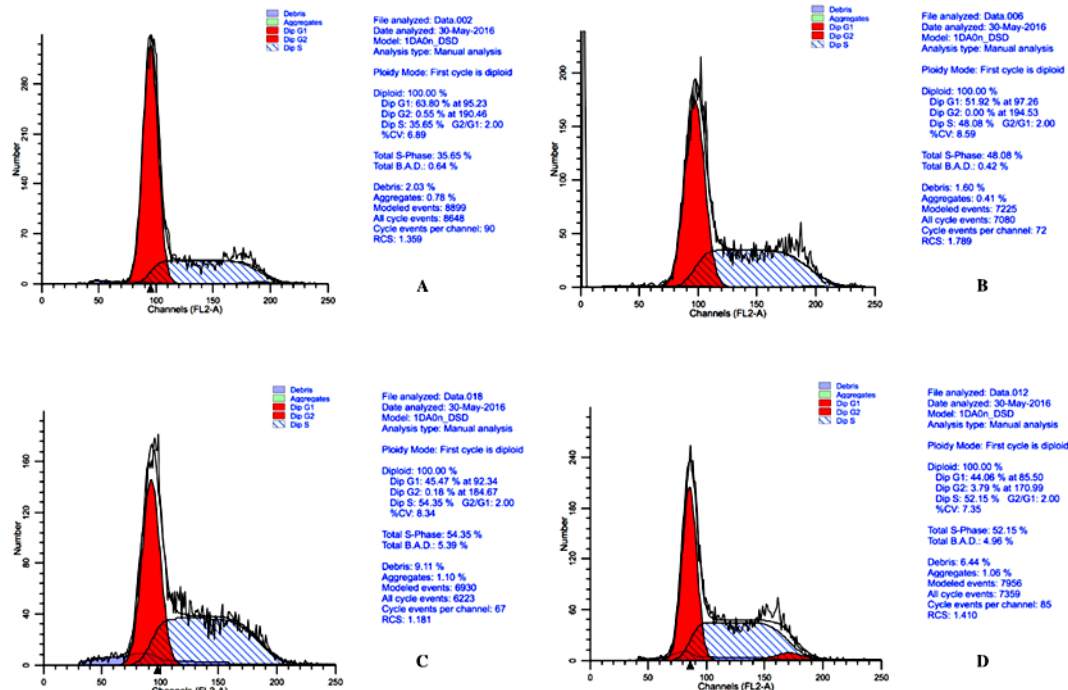 Debris
Aggregates
Dip G1
Dip G2
Dip S
File analyzed: Data.002
Date analyzed: 30-May-2016
Model: 1DA0n_DSD
Analysis type: Manual analysis
Ploidy Mode: First cycle is diploid
Diploid: 100.00 %
Dip G1: 63.80 % at 95.23
Dip G2: 0.55 % at 190.46
Dip S: 35.65 % G2/G1: 2.00
%CV: 6.89
Total S-Phase: 35.65 %
Total B.A.D.: 0.64 %
Debris: 2.03 %
Aggregates: 0.78 %
Modeled events: 8899
All cycle events: 8648
Cycle events per channel: 90
RCS: 1.359
Number
0 70 140 210 280
0 50 100 150 200 250
Channels (FL2-A)
A
Debris
Aggregates
Dip G1
Dip G2
Dip S
File analyzed: Data.006
Date analyzed: 30-May-2016
Model: 1DA0n_DSD
Analysis type: Manual analysis
Ploidy Mode: First cycle is diploid
Diploid: 100.00 %
Dip G1: 51.92 % at 97.26
Dip G2: 0.00 % at 194.53
Dip S: 48.08 % G2/G1: 2.00
%CV: 8.59
Total S-Phase: 48.08 %
Total B.A.D.: 0.42 %
Debris: 1.60 %
Aggregates: 0.41 %
Modeled events: 7225
All cycle events: 7080
Cycle events per channel: 72
RCS: 1.789
Number
0 50 100 150 200
0 50 100 150 200 250
Channels (FL2-A)
B
Debris
Aggregates
Dip G1
Dip G2
Dip S
File analyzed: Data.018
Date analyzed: 30-May-2016
Model: 1DA0n_DSD
Analysis type: Manual analysis
Ploidy Mode: First cycle is diploid
Diploid: 100.00 %
Dip G1: 45.47 % at 92.34
Dip G2: 0.18 % at 184.67
Dip S: 54.35 % G2/G1: 2.00
%CV: 8.34
Total S-Phase: 54.35 %
Total B.A.D.: 5.39 %
Debris: 9.11 %
Aggregates: 1.10 %
Modeled events: 6930
All cycle events: 6223
Cycle events per channel: 67
RCS: 1.181
Number
0 40 80 120 160
0 50 100 150 200 250
Channels (FL2-A)
C
Debris
Aggregates
Dip G1
Dip G2
Dip S
File analyzed: Data.012
Date analyzed: 30-May-2016
Model: 1DA0n_DSD
Analysis type: Manual analysis
Ploidy Mode: First cycle is diploid
Diploid: 100.00 %
Dip G1: 44.06 % at 85.50
Dip G2: 3.79 % at 170.99
Dip S: 52.15 % G2/G1: 2.00
%CV: 7.35
Total S-Phase: 52.15 %
Total B.A.D.: 4.96 %
Debris: 6.44 %
Aggregates: 1.06 %
Modeled events: 7956
All cycle events: 7359
Cycle events per channel: 85
RCS: 1.410
Number
0 60 120 180 240
0 50 100 150 200 250
Channels (FL2-A)
D